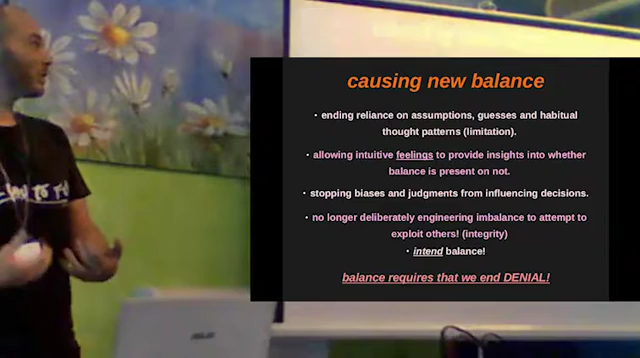 causing new balance
· ending reliance on assumptions, guesses and habitual
thought patterns (limitation).
· allowing intuitive feelings to provide insights into whether
balance is present on not.
· stopping biases and judgments from influencing decisions.
· no longer deliberately engineering imbalance to attempt to
exploit others! (integrity)
· intend balance!
balance requires that we end DENIAL!
ASUS